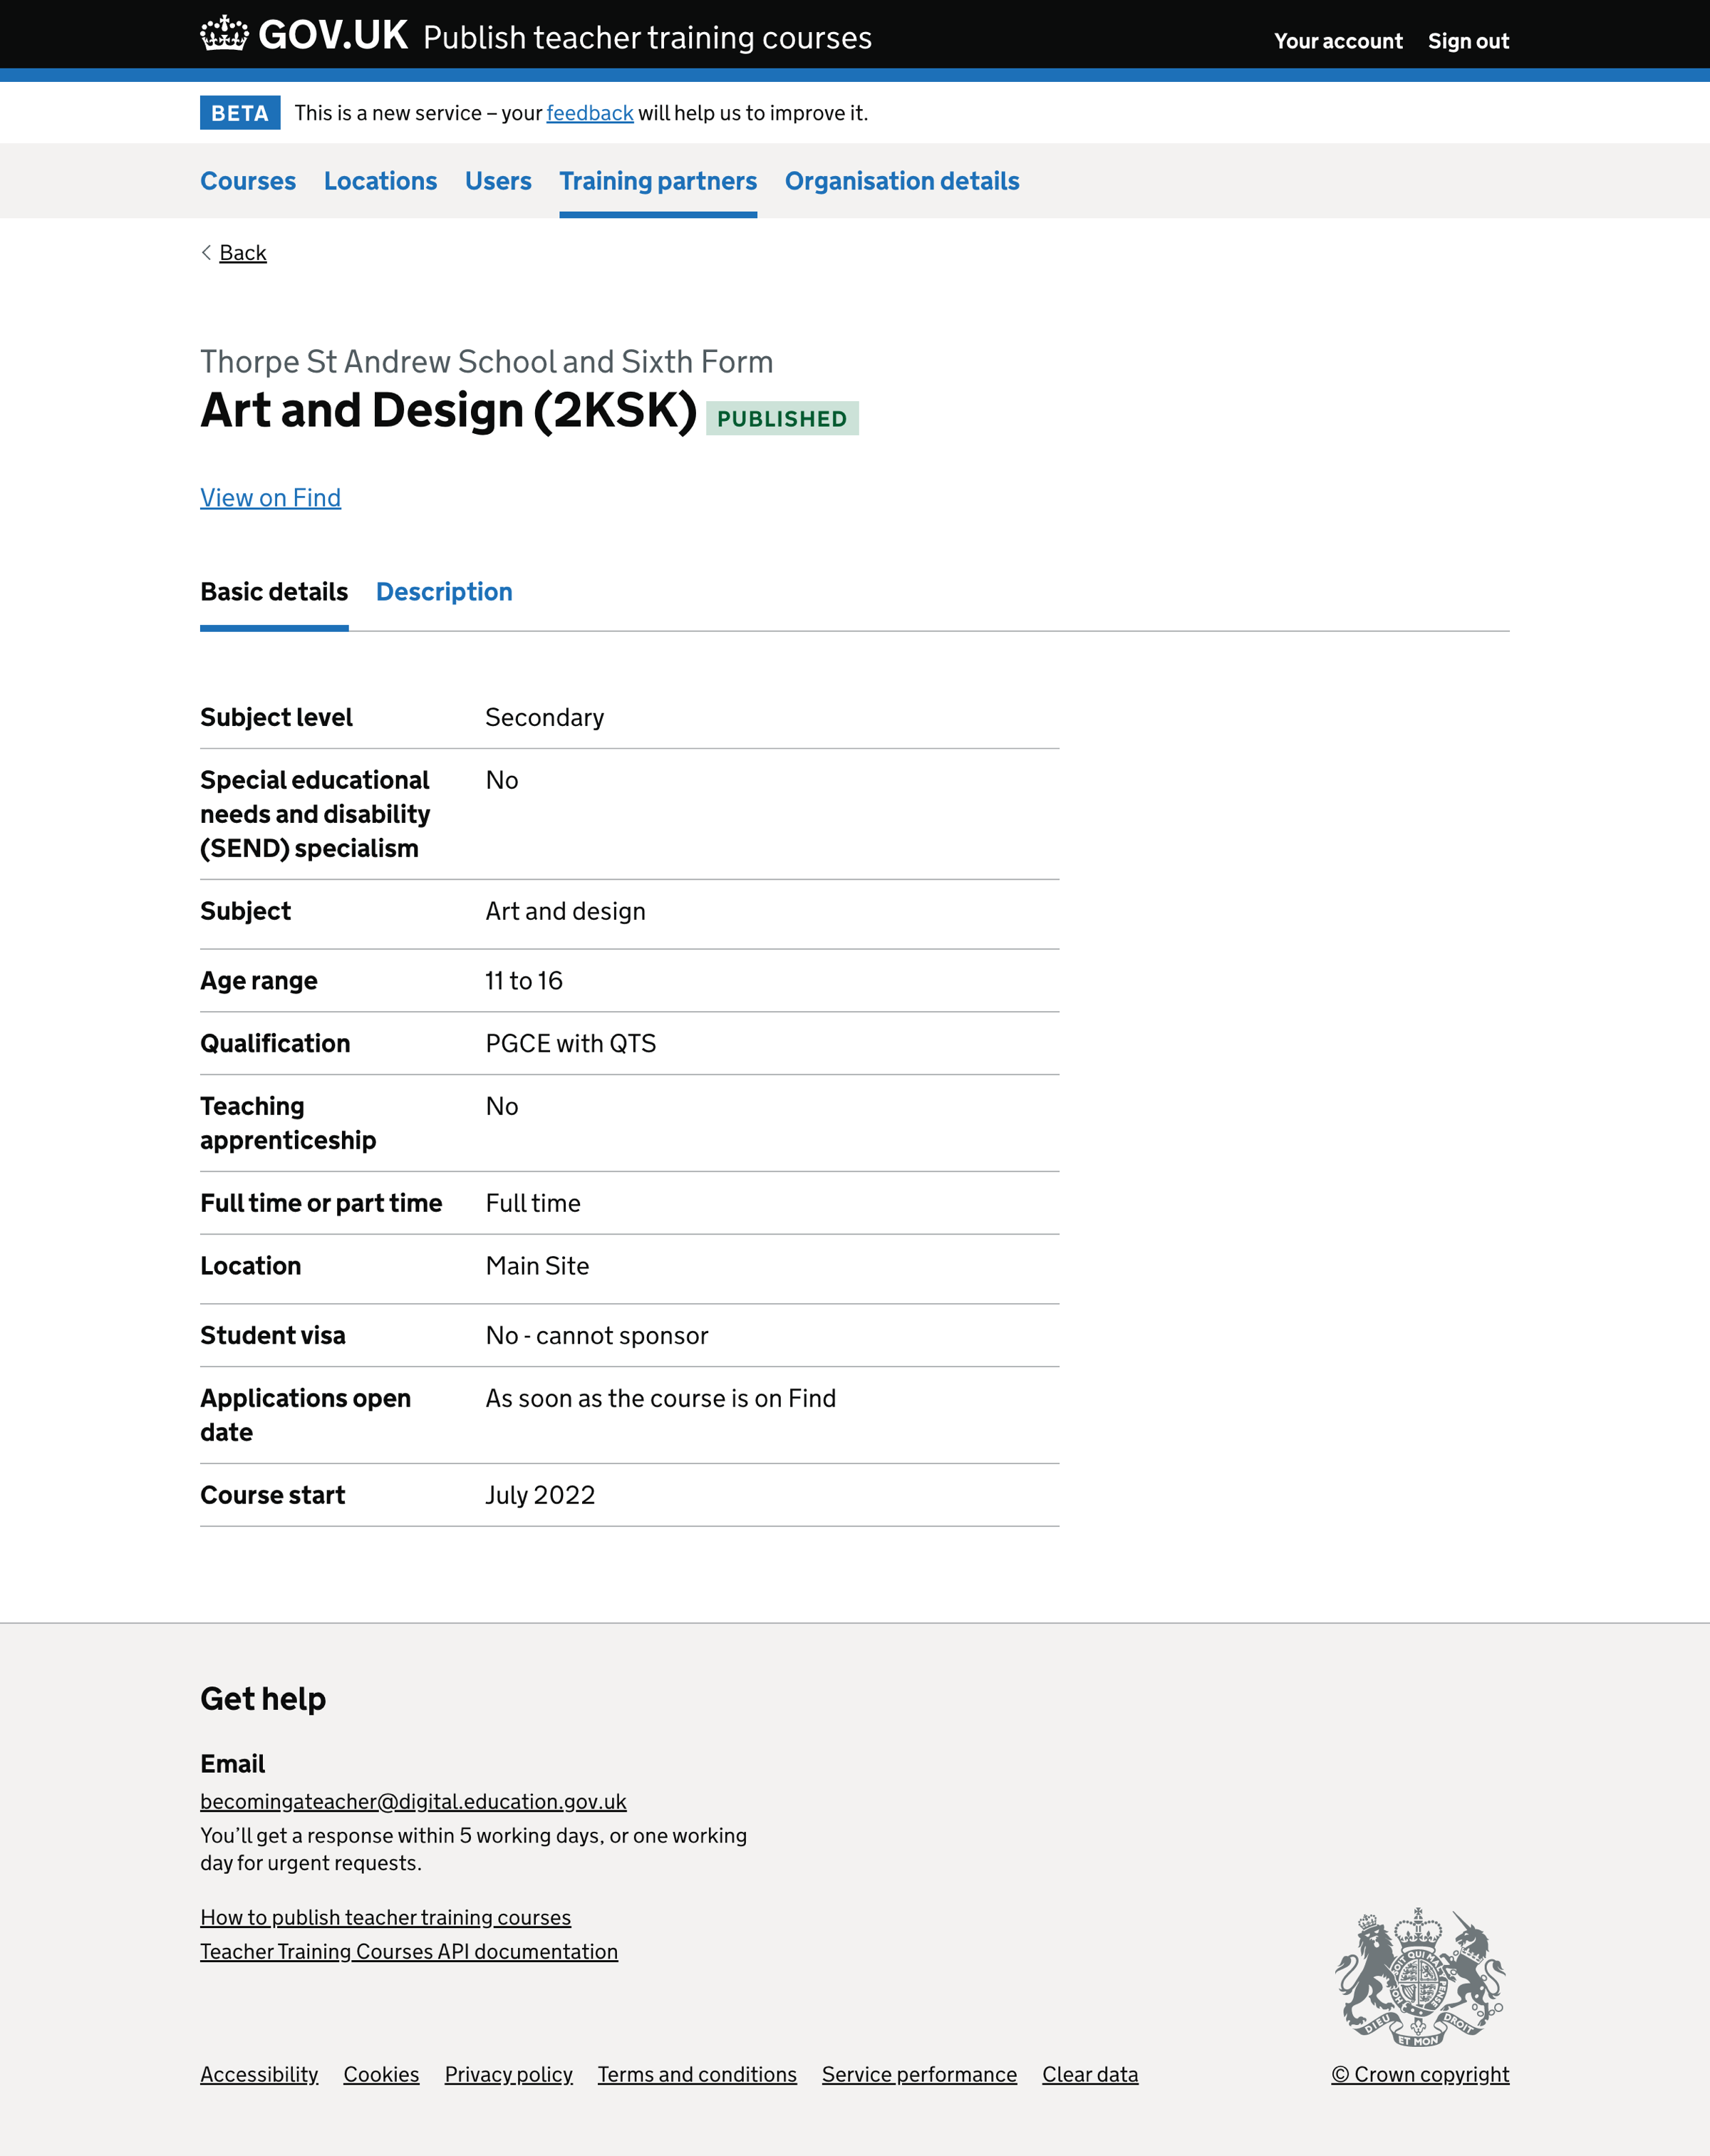 GOV.UK Publish teacher training courses
Your account Sign out
BETA This is a new service – your feedback will help us to improve it.
Courses Locations Users Training partners Organisation details
Back
Thorpe St Andrew School and Sixth Form
Art and Design (2KSK) PUBLISHED
View on Find
Basic details Description
Subject level Secondary
Special educational No
needs and disability
(SEND) specialism
Subject Art and design
Age range 11 to 16
Qualification PGCE with QTS
Teaching No
apprenticeship
Full time or part time Full time
Location Main Site
Student visa No - cannot sponsor
Applications open As soon as the course is on Find
date
Course start July 2022
Get help
Email
becomingateacher@digital.education.gov.uk
You’ll get a response within 5 working days, or one working
day for urgent requests.
How to publish teacher training courses
Teacher Training Courses API documentation
DIEU ET MON DROIT
Accessibility Cookies Privacy policy Terms and conditions Service performance Clear data
© Crown copyright